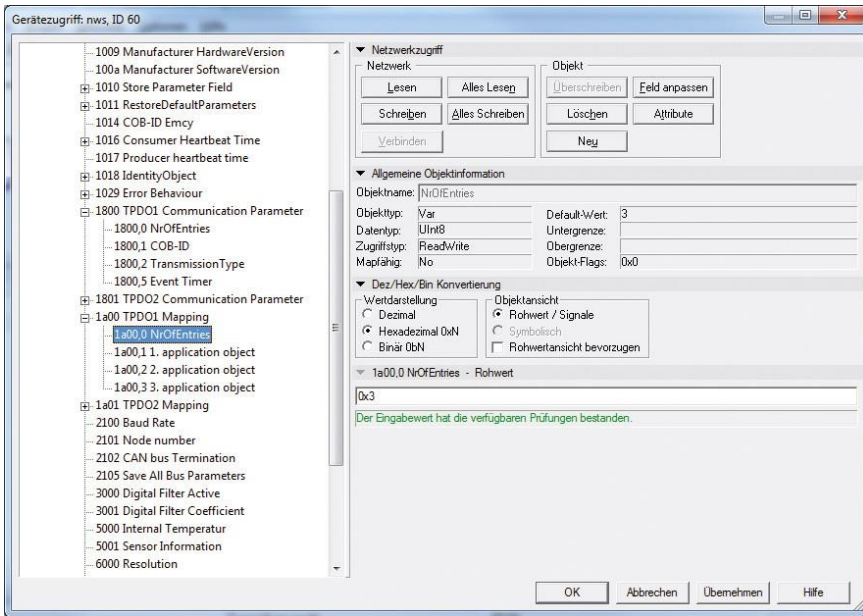 Gerätezugriff: nws, ID 60
1009 Manufacturer HardwareVersion
100a Manufacturer SoftwareVersion
1010 Store Parameter Field
1011 RestoreDefaultParameters
1014 COB-ID Emcy
1016 Consumer Heartbeat Time
1017 Producer heartbeat time
1018 IdentityObject
1029 Error Behaviour
1800 TPDO1 Communication Parameter
1800,0 NrOfEntries
1800,1 COB-ID
1800,2 TransmissionType
1800,5 Event Timer
1801 TPDO2 Communication Parameter
1a00 TPDO1 Mapping
1a00,0 NrOfEntries
1a00,1 1. application object
1a00,2 2. application object
1a00,3 3. application object
1a01 TPDO2 Mapping
2100 Baud Rate
2101 Node number
2102 CAN bus Termination
2105 Save All Bus Parameters
3000 Digital Filter Active
3001 Digital Filter Coefficient
5000 Internal Temperatur
5001 Sensor Information
6000 Resolution
Netzwerkzugriff
Netzwerk
Objekt
Lesen Alles Lesen Überschreiben Feld anpassen
Schreiben Alles Schreiben Löschen Attribute
Verbinden Neu
Allgemeine Objektinformation
Objektname: NrOfEntries
Objekttyp: Var Default-Wert: 3
Datentyp: UInt8 Untergrenze:
Zugriffstyp: ReadWrite Obergrenze:
Mapfähig: No Objekt-Flags: 0x0
Dez/Hex/Bin Konvertierung
Wertdarstellung Objektansicht
Dezimal Rohwert / Signale
Hexadezimal 0xN Symbolisch
Binär 0bN Rohwertansicht bevorzugen
1a00,0 NrOfEntries - Rohwert
0x3
Der Eingabewert hat die verfügbaren Prüfungen bestanden.
OK Abbrechen Übernehmen Hilfe